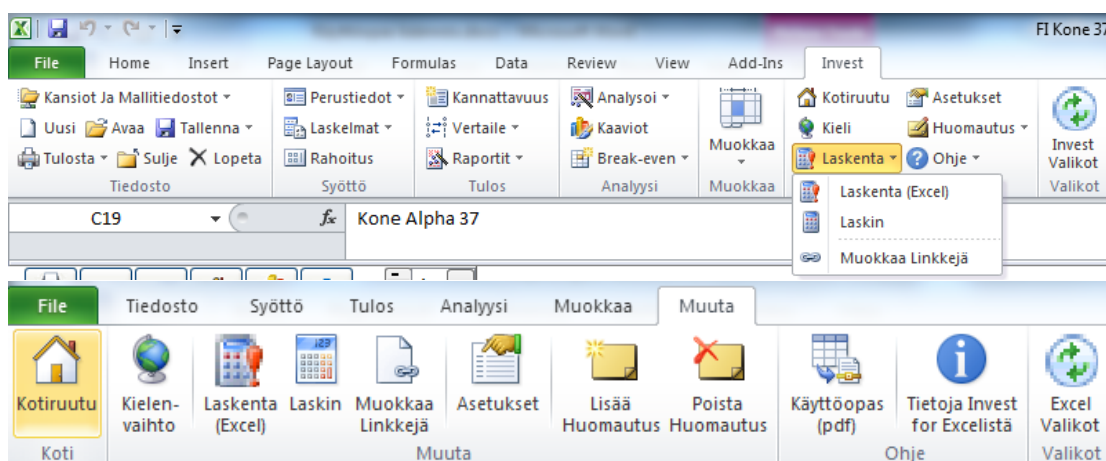 FI Kone 37
File Home Insert Page Layout Formulas Data Review View Add-Ins Invest
Kansiot Ja Mallitiedostot Perustiedot Kannattavuus Analysoi Kotiruutu Asetukset
Uusi Avaa Tallenna Laskelmat Vertaile Kaaviot Muokkaa Kieli Huomautus Invest Valikot
Tulosta Sulje Lopeta Rahoitus Raportit Break-even Laskenta Ohje
Tiedosto Syöttö Tulos Analyysi Muokkaa Valikot
Laskenta (Excel)
C19 fx Kone Alpha 37
Laskin
Muokkaa Linkkejä
File Tiedosto Syöttö Tulos Analyysi Muokkaa Muuta
Kotiruutu Kielen- Laskenta Laskin Muokkaa Asetukset Lisää Poista Käyttöopas Tietoja Invest Excel
vaihto (Excel) Linkkejä Huomautus Huomautus (pdf) for Excelistä Valikot
Koti Muuta Ohje Valikot